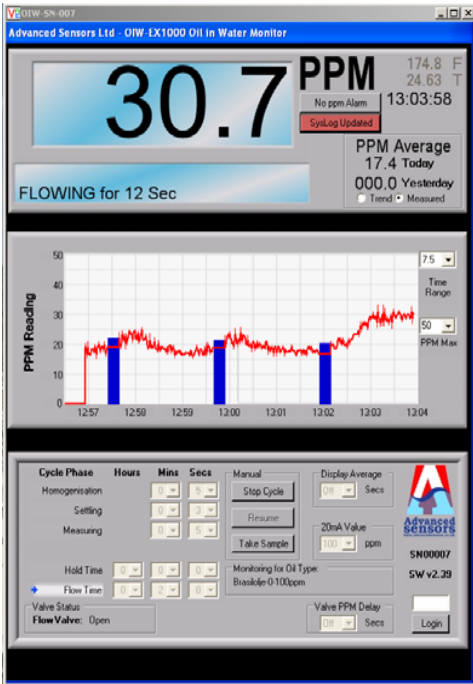 OIW-SN-007
Advanced Sensors Ltd - OIW-EX1000 Oil in Water Monitor
30.7 PPM
174.8 F
24.63 T
No ppm Alarm
13:03:58
SysLog Updated
PPM Average
17.4 Today
000.0 Yesterday
Trend Measured
FLOWING for 12 Sec
PPM Reading
50
40
30
20
10
0
12:57 12:58 12:59 13:00 13:01 13:02 13:03 13:04
7.5
Time
Range
50
PPM Max
Cycle Phase Hours Mins Secs
Homogenisation 0 5
Settling 0 3
Measuring 0 5
Hold Time 0 0 0
Flow Time 0 2 0
Valve Status
Flow Valve: Open
Manual
Stop Cycle
Resume
Take Sample
Monitoring for Oil Type:
Brasilolje-0-100ppm
Display Average
Off Secs
20mA Value
100 ppm
Valve PPM Delay
Off Secs
Advanced
sensors
SN00007
SW v2.39
Login